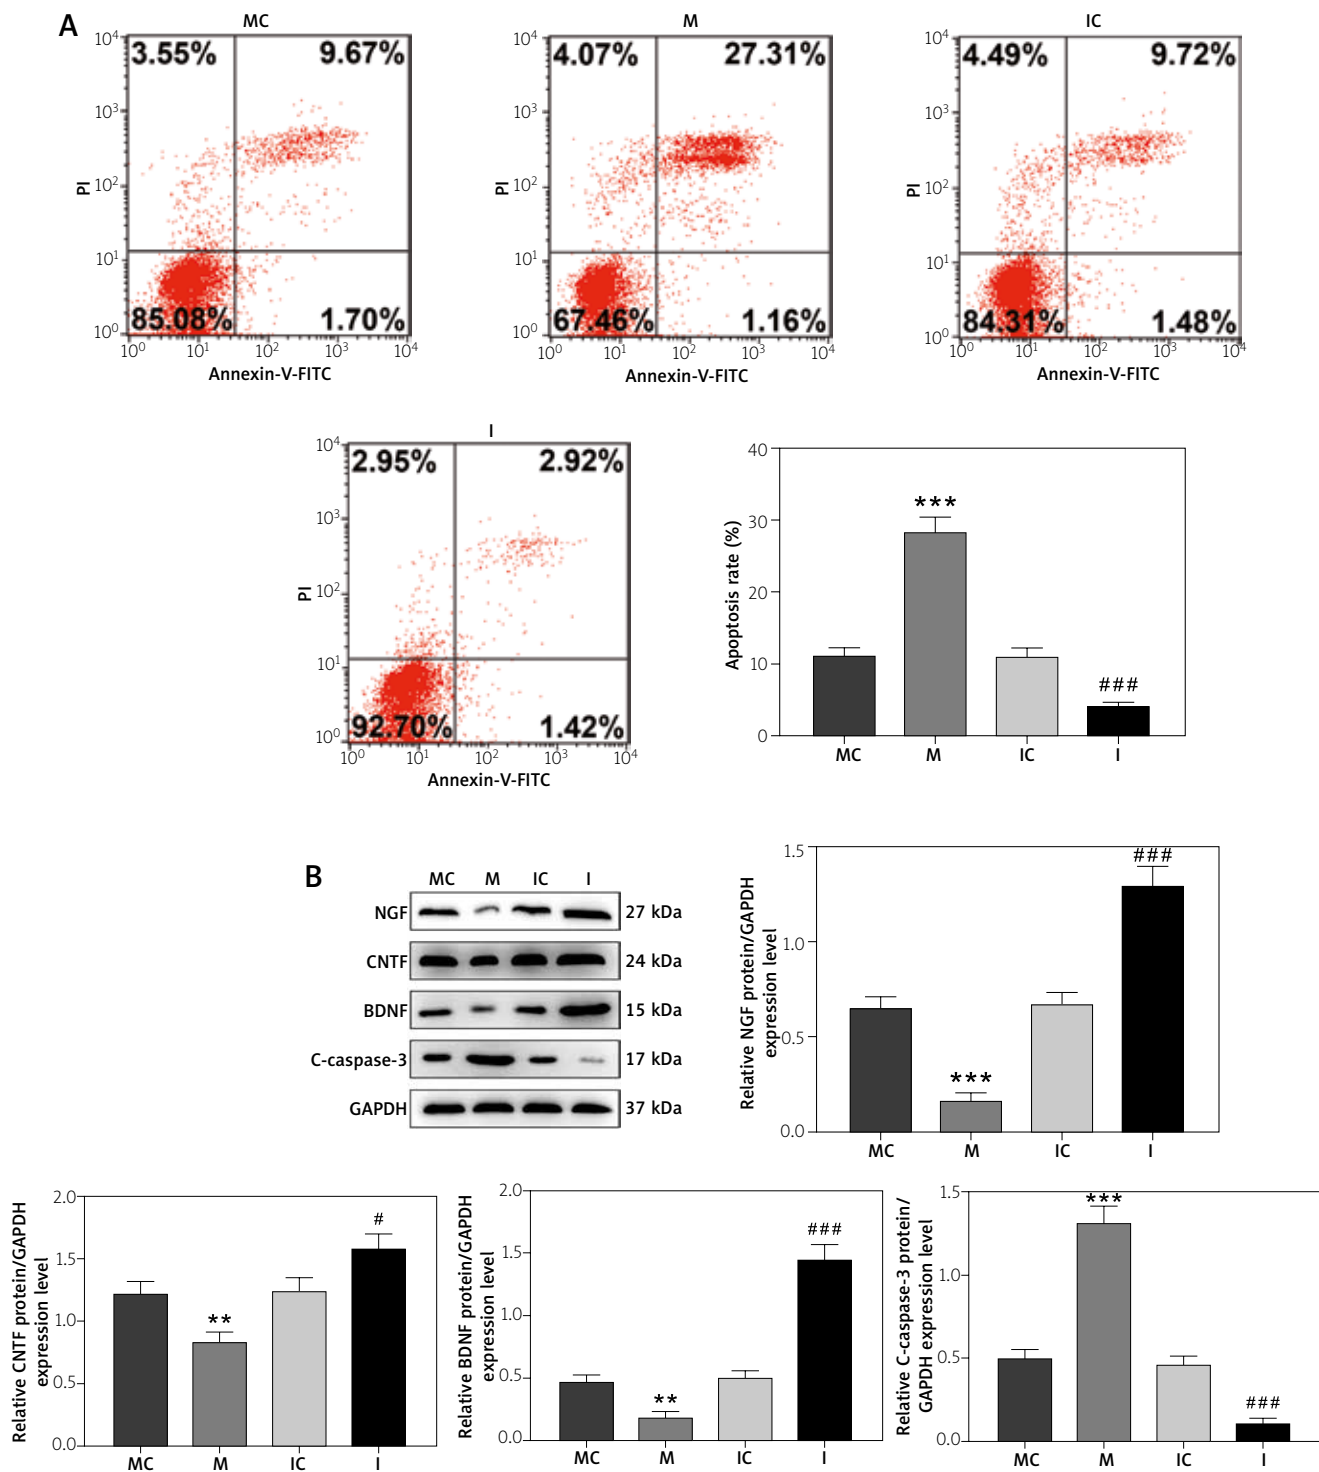 A
MC
10⁴
10³
10²
10¹
10⁰
3.55%
9.67%
85.08%
1.70%
PI
10⁰ 10¹ 10² 10³ 10⁴
Annexin-V-FITC
M
10⁴
10³
10²
10¹
10⁰
4.07%
27.31%
67.46%
1.16%
PI
10⁰ 10¹ 10² 10³ 10⁴
Annexin-V-FITC
IC
10⁴
10³
10²
10¹
10⁰
4.49%
9.72%
84.31%
1.48%
PI
10⁰ 10¹ 10² 10³ 10⁴
Annexin-V-FITC
I
10⁴
10³
10²
10¹
10⁰
2.95%
2.92%
92.70%
1.42%
PI
10⁰ 10¹ 10² 10³ 10⁴
Annexin-V-FITC
Apoptosis rate (%)
40
30
20
10
0
***
###
MC M IC I
B
MC M IC I
NGF 27 kDa
CNTF 24 kDa
BDNF 15 kDa
C-caspase-3 17 kDa
GAPDH 37 kDa
Relative NGF protein/GAPDH
expression level
1.5
1.0
0.5
0.0
***
###
MC M IC I
Relative CNTF protein/GAPDH
expression level
2.0
1.5
1.0
0.5
0.0
**
#
MC M IC I
Relative BDNF protein/GAPDH
expression level
2.0
1.5
1.0
0.5
0.0
**
###
MC M IC I
Relative C-caspase-3 protein/
GAPDH expression level
1.5
1.0
0.5
0.0
***
###
MC M IC I